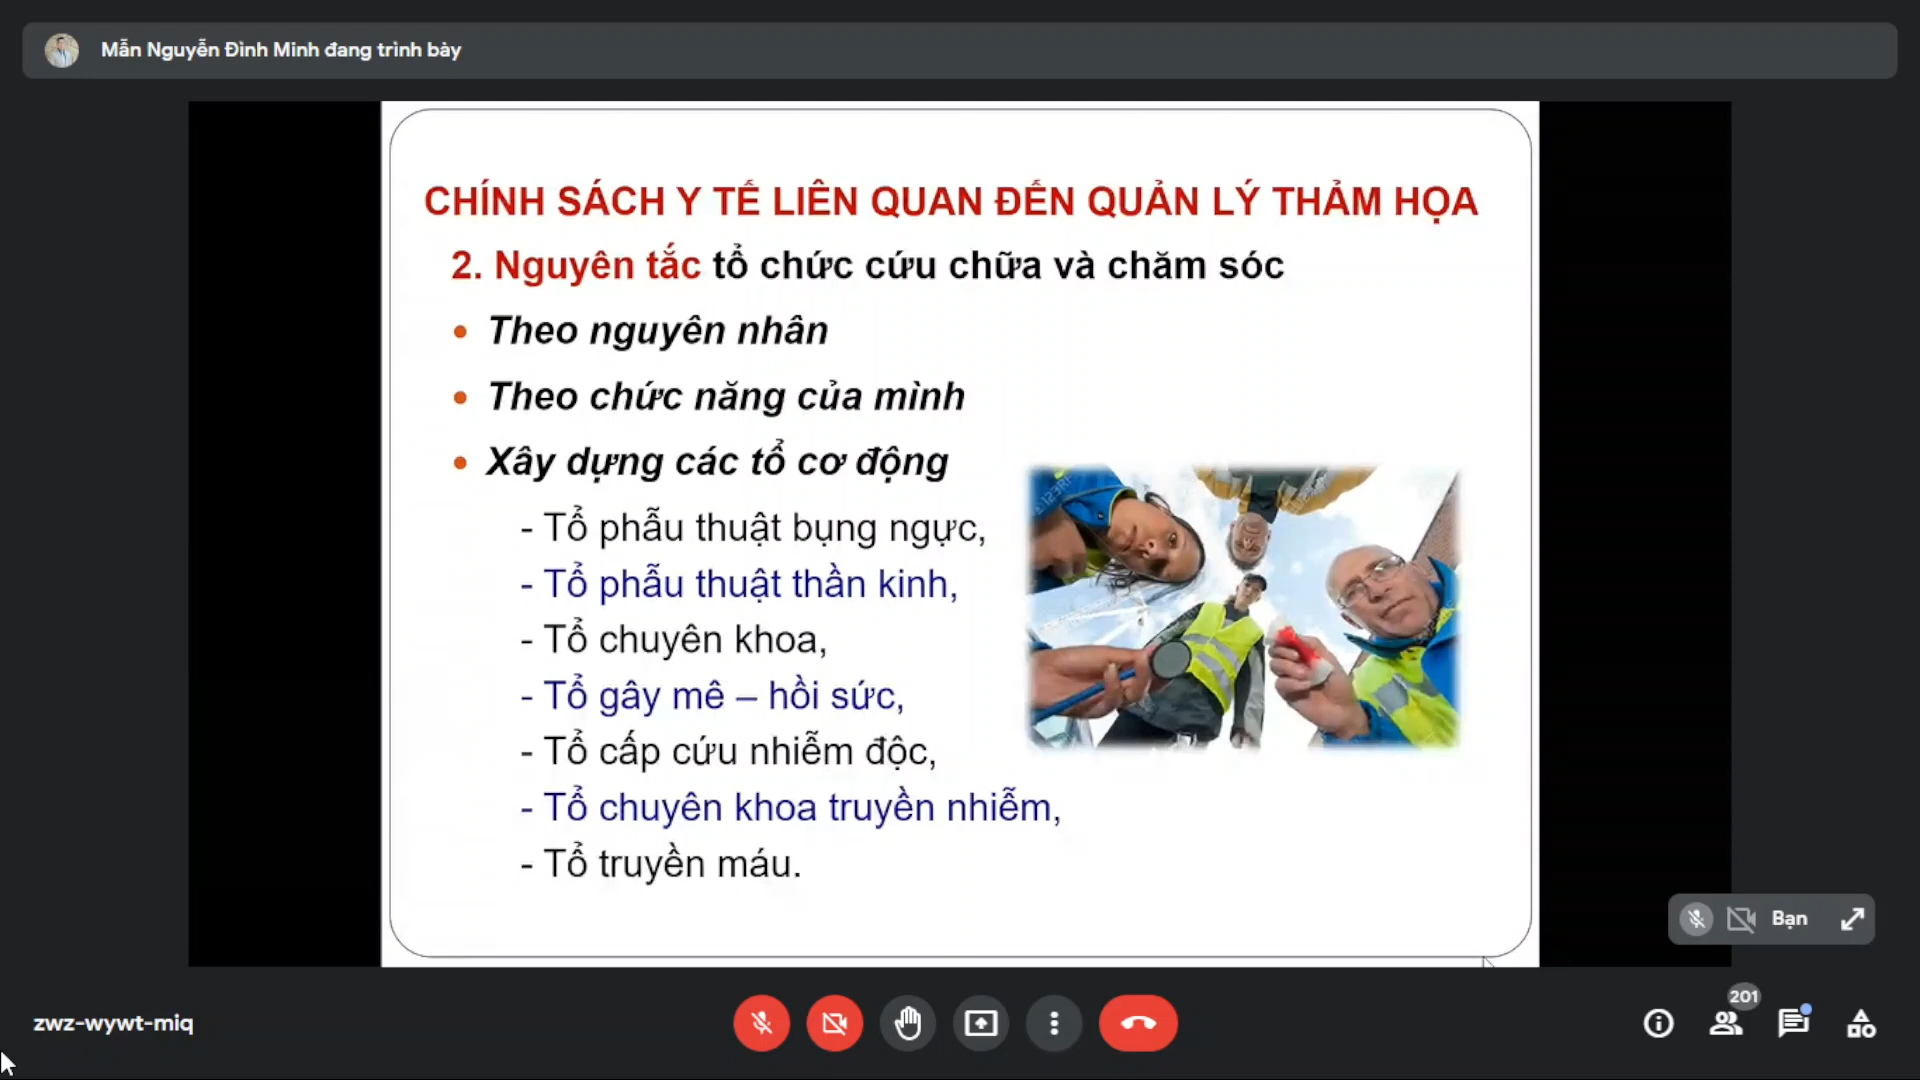 Mẫn Nguyễn Đình Minh đang trình bày
CHÍNH SÁCH Y TẾ LIÊN QUAN ĐẾN QUẢN LÝ THẢM HỌA
2. Nguyên tắc tổ chức cứu chữa và chăm sóc
• Theo nguyên nhân
• Theo chức năng của mình
• Xây dựng các tổ cơ động
- Tổ phẫu thuật bụng ngực,
- Tổ phẫu thuật thần kinh,
- Tổ chuyên khoa,
- Tổ gây mê – hồi sức,
- Tổ cấp cứu nhiễm độc,
- Tổ chuyên khoa truyền nhiễm,
- Tổ truyền máu.
123RF
Bạn
201
zwz-wywt-miq